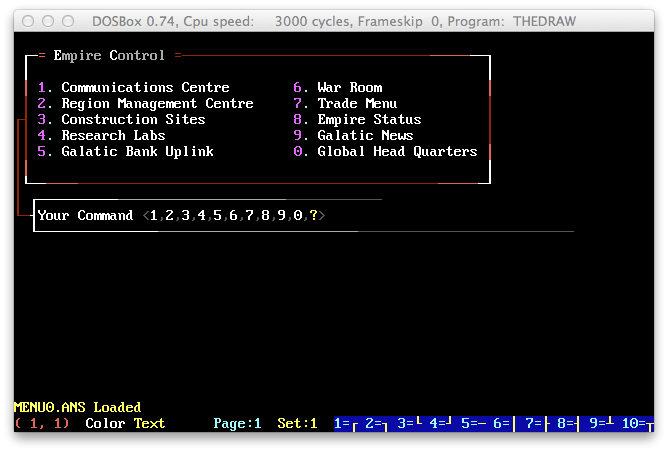 DOSBox 0.74, Cpu speed: 3000 cycles, Frameskip 0, Program: THEDRAW
= Empire Control =
1. Communications Centre 6. War Room
2. Region Management Centre 7. Trade Menu
3. Construction Sites 8. Empire Status
4. Research Labs 9. Galatic News
5. Galatic Bank Uplink 0. Global Head Quarters
Your Command <1,2,3,4,5,6,7,8,9,0,?>
MENU0.ANS Loaded
( 1, 1) Color Text Page:1 Set:1 1=┌ 2=┐ 3=└ 4=┘ 5=─ 6=│ 7=├ 8=┤ 9=┴ 10=┬